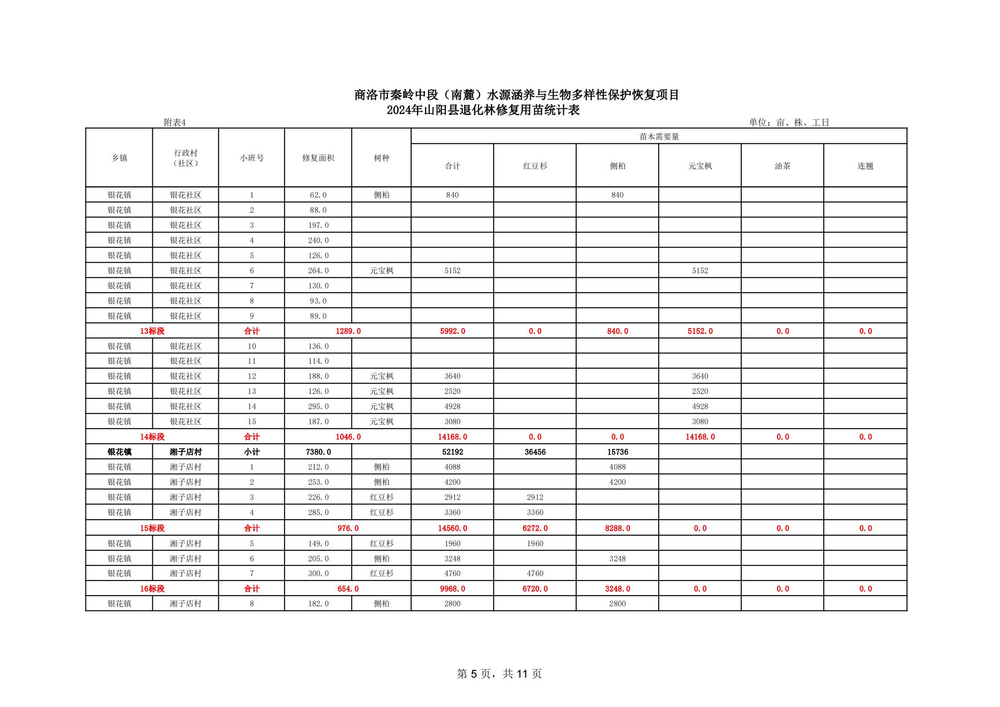 商洛市秦岭中段（南麓）水源涵养与生物多样性保护恢复项目
2024年山阳县退化林修复用苗统计表
附表4 单位：亩、株、工日
乡镇 行政村（社区） 小班号 修复面积 树种 苗木需要量
合计 红豆杉 侧柏 元宝枫 油茶 连翘
银花镇 银花社区 1 62.0 侧柏 840 840
银花镇 银花社区 2 88.0
银花镇 银花社区 3 197.0
银花镇 银花社区 4 240.0
银花镇 银花社区 5 126.0
银花镇 银花社区 6 264.0 元宝枫 5152 5152
银花镇 银花社区 7 130.0
银花镇 银花社区 8 93.0
银花镇 银花社区 9 89.0
13标段 合计 1289.0 5992.0 0.0 840.0 5152.0 0.0 0.0
银花镇 银花社区 10 136.0
银花镇 银花社区 11 114.0
银花镇 银花社区 12 188.0 元宝枫 3640 3640
银花镇 银花社区 13 126.0 元宝枫 2520 2520
银花镇 银花社区 14 295.0 元宝枫 4928 4928
银花镇 银花社区 15 187.0 元宝枫 3080 3080
14标段 合计 1046.0 14168.0 0.0 0.0 14168.0 0.0 0.0
银花镇 湘子店村 小计 7380.0 52192 36456 15736
银花镇 湘子店村 1 212.0 侧柏 4088 4088
银花镇 湘子店村 2 253.0 侧柏 4200 4200
银花镇 湘子店村 3 226.0 红豆杉 2912 2912
银花镇 湘子店村 4 285.0 红豆杉 3360 3360
15标段 合计 976.0 14560.0 6272.0 8288.0 0.0 0.0 0.0
银花镇 湘子店村 5 149.0 红豆杉 1960 1960
银花镇 湘子店村 6 205.0 侧柏 3248 3248
银花镇 湘子店村 7 300.0 红豆杉 4760 4760
16标段 合计 654.0 9968.0 6720.0 3248.0 0.0 0.0 0.0
银花镇 湘子店村 8 182.0 侧柏 2800 2800
第 5 页，共 11 页